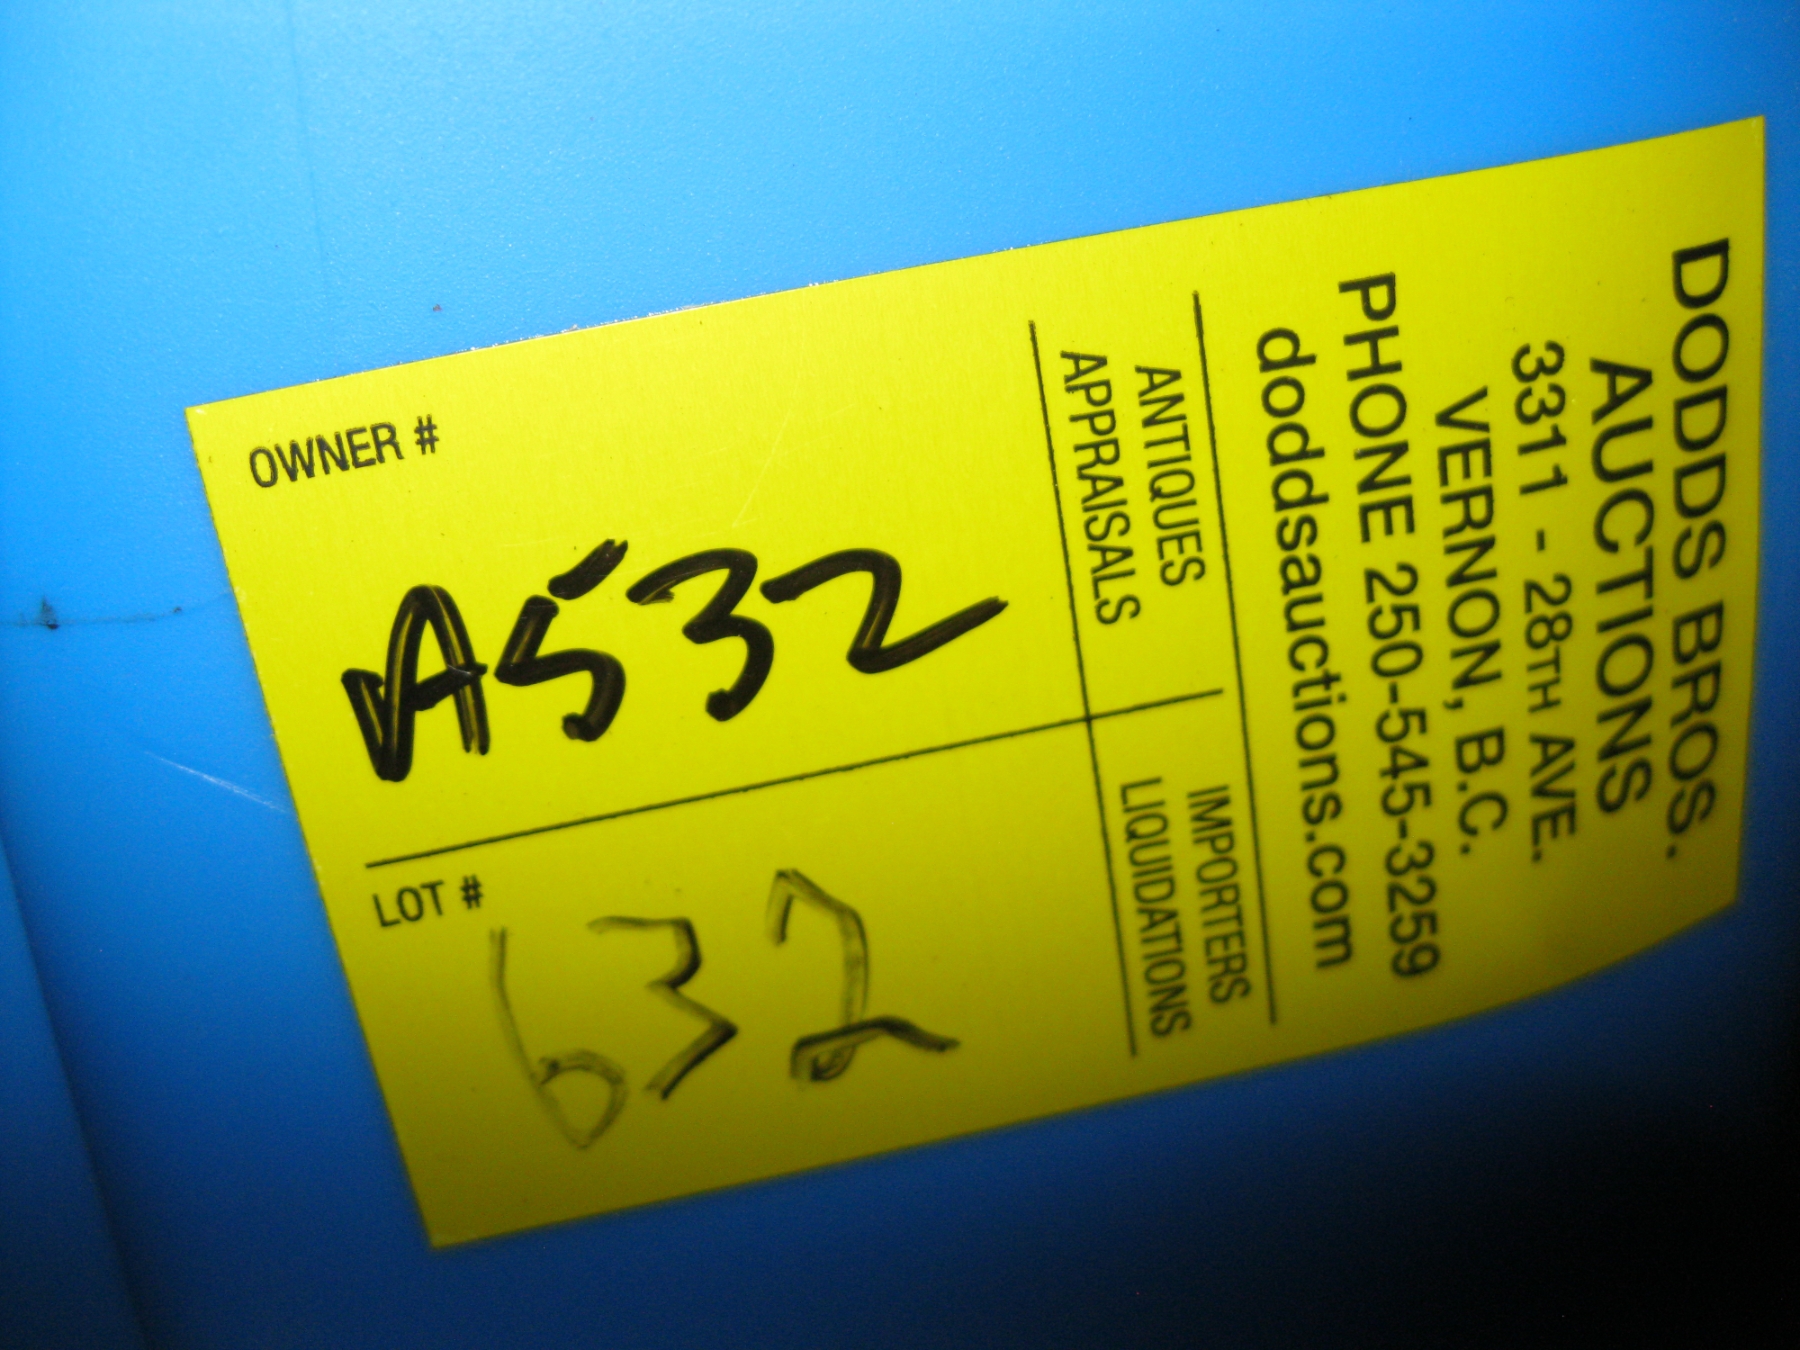 DODDS BROS.
AUCTIONS
3311 - 28TH AVE.
VERNON, B.C.
PHONE 250-545-3259
doddsauctions.com
ANTIQUES
APPRAISALS
IMPORTERS
LIQUIDATIONS
OWNER #
A532
LOT #
632